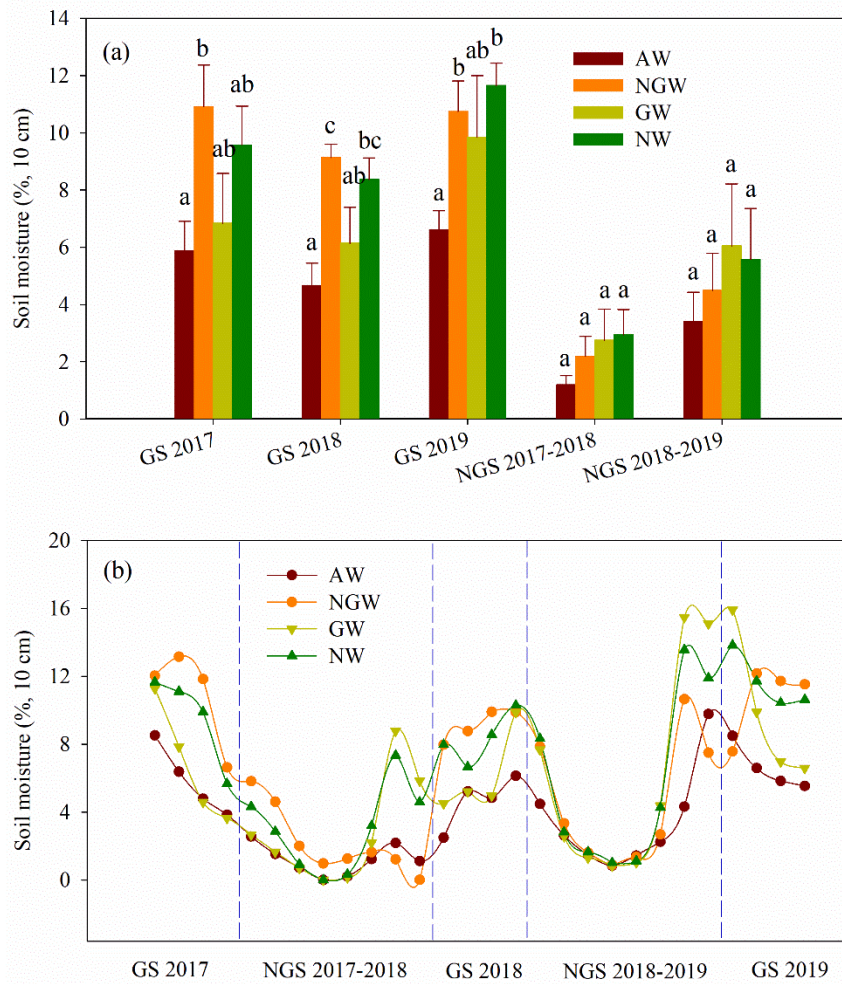 Soil moisture (%, 10 cm)
14
12
10
8
6
4
2
0
(a)
AW
NGW
GW
NW
a
b
ab
ab
a
c
ab
bc
a
b
ab
b
a
a
a
a
a
a
a
a
GS 2017
GS 2018
GS 2019
NGS 2017-2018
NGS 2018-2019
Soil moisture (%, 10 cm)
20
16
12
8
4
0
(b)
AW
NGW
GW
NW
GS 2017
NGS 2017-2018
GS 2018
NGS 2018-2019
GS 2019